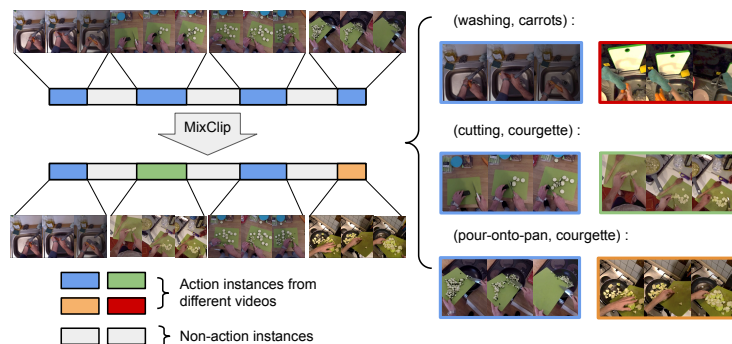 (washing, carrots) :
MixClip
(cutting, courgette) :
(pour-onto-pan, courgette) :
Action instances from
different videos
Non-action instances